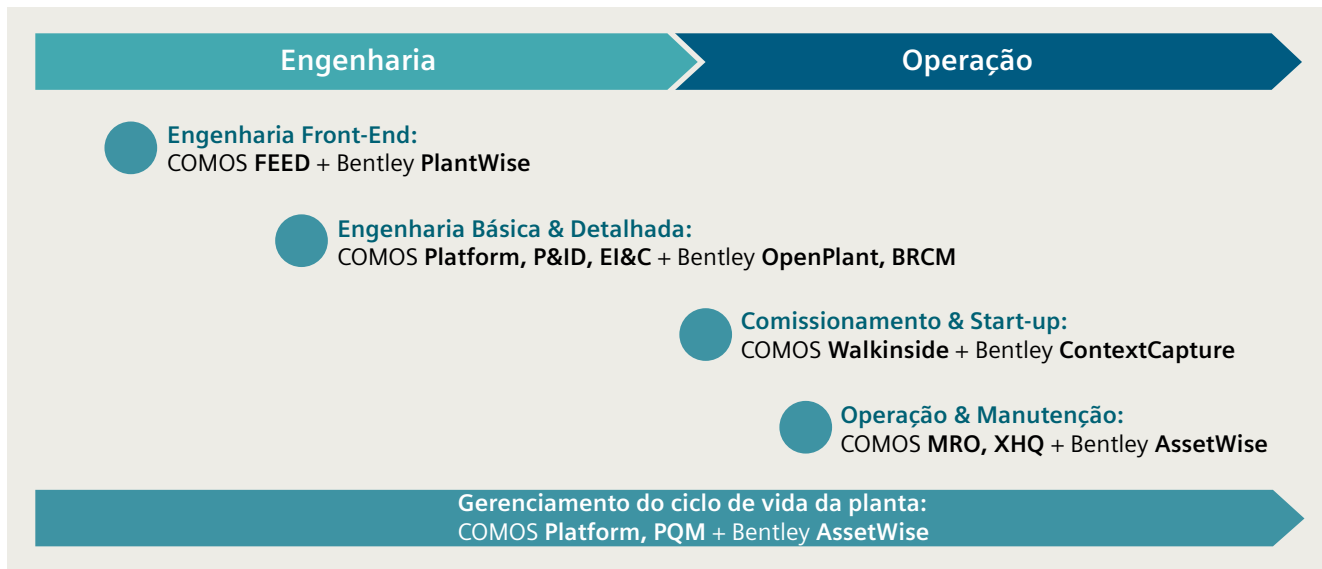 Engenharia
Operação
Engenharia Front-End:
COMOS FEED + Bentley PlantWise
Engenharia Básica & Detalhada:
COMOS Platform, P&ID, EI&C + Bentley OpenPlant, BRCM
Comissionamento & Start-up:
COMOS Walkinside + Bentley ContextCapture
Operação & Manutenção:
COMOS MRO, XHQ + Bentley AssetWise
Gerenciamento do ciclo de vida da planta:
COMOS Platform, PQM + Bentley AssetWise